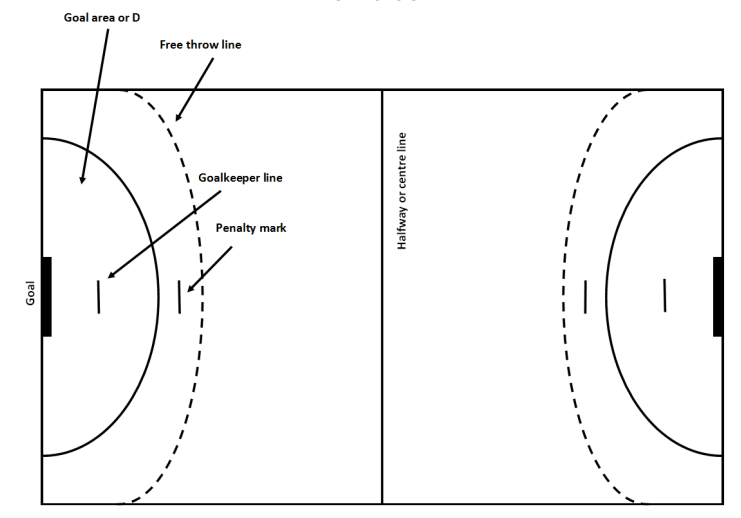 Goal area or D
Free throw line
Halfway or centre line
Goalkeeper line
Penalty mark
Goal